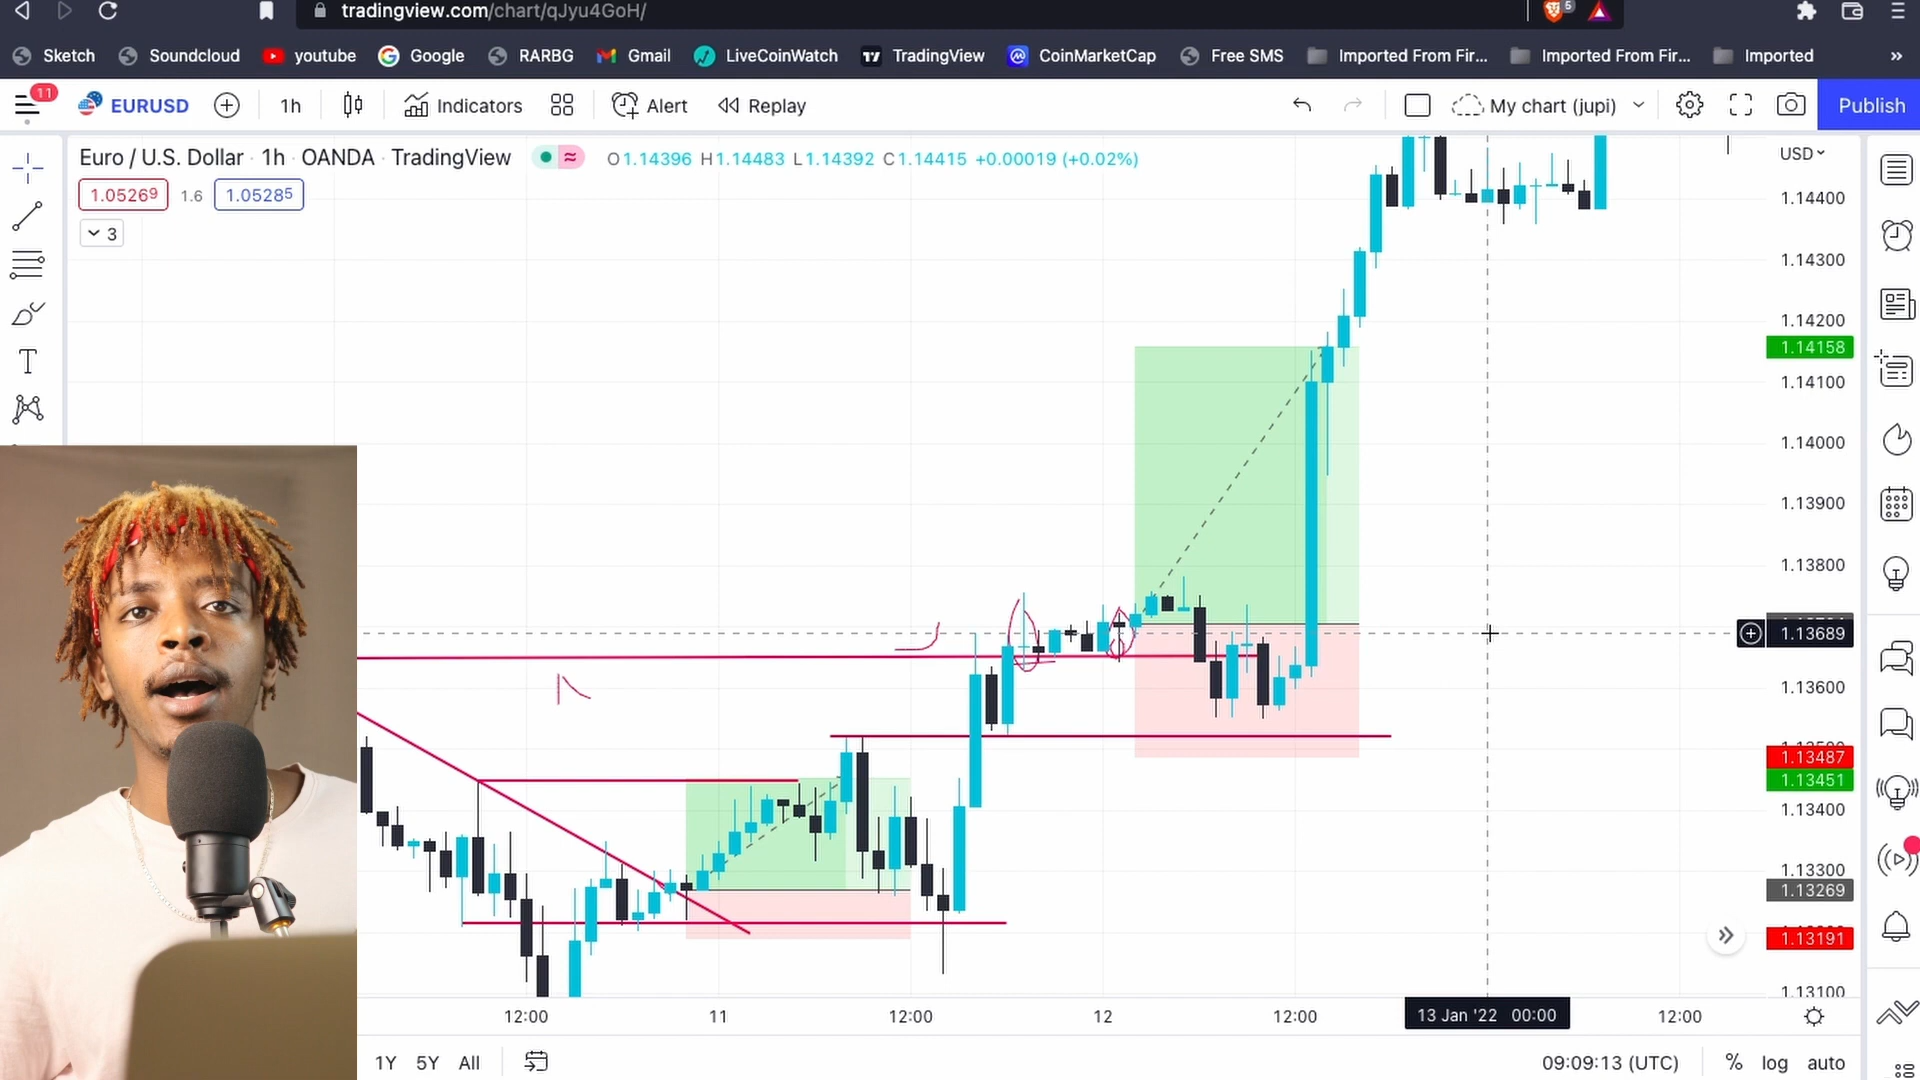 tradingview.com/chart/qJyu4GoH/
5
Sketch Soundcloud youtube Google RARBG Gmail LiveCoinWatch TradingView CoinMarketCap Free SMS Imported From Fir... Imported From Fir... Imported »
11 EURUSD 1h Indicators Alert Replay My chart (jupi) Publish
Euro / U.S. Dollar · 1h · OANDA · TradingView O1.14396 H1.14483 L1.14392 C1.14415 +0.00019 (+0.02%) USD
1.05269 1.6 1.05285
3
1.14400
1.14300
1.14200
1.14158
1.14100
1.14000
1.13900
1.13800
1.13689
1.13600
1.13487
1.13451
1.13400
1.13300
1.13269
1.13191
1.13100
12:00 11 12:00 12 12:00 13 Jan '22 00:00 12:00
1Y 5Y All 09:09:13 (UTC) % log auto